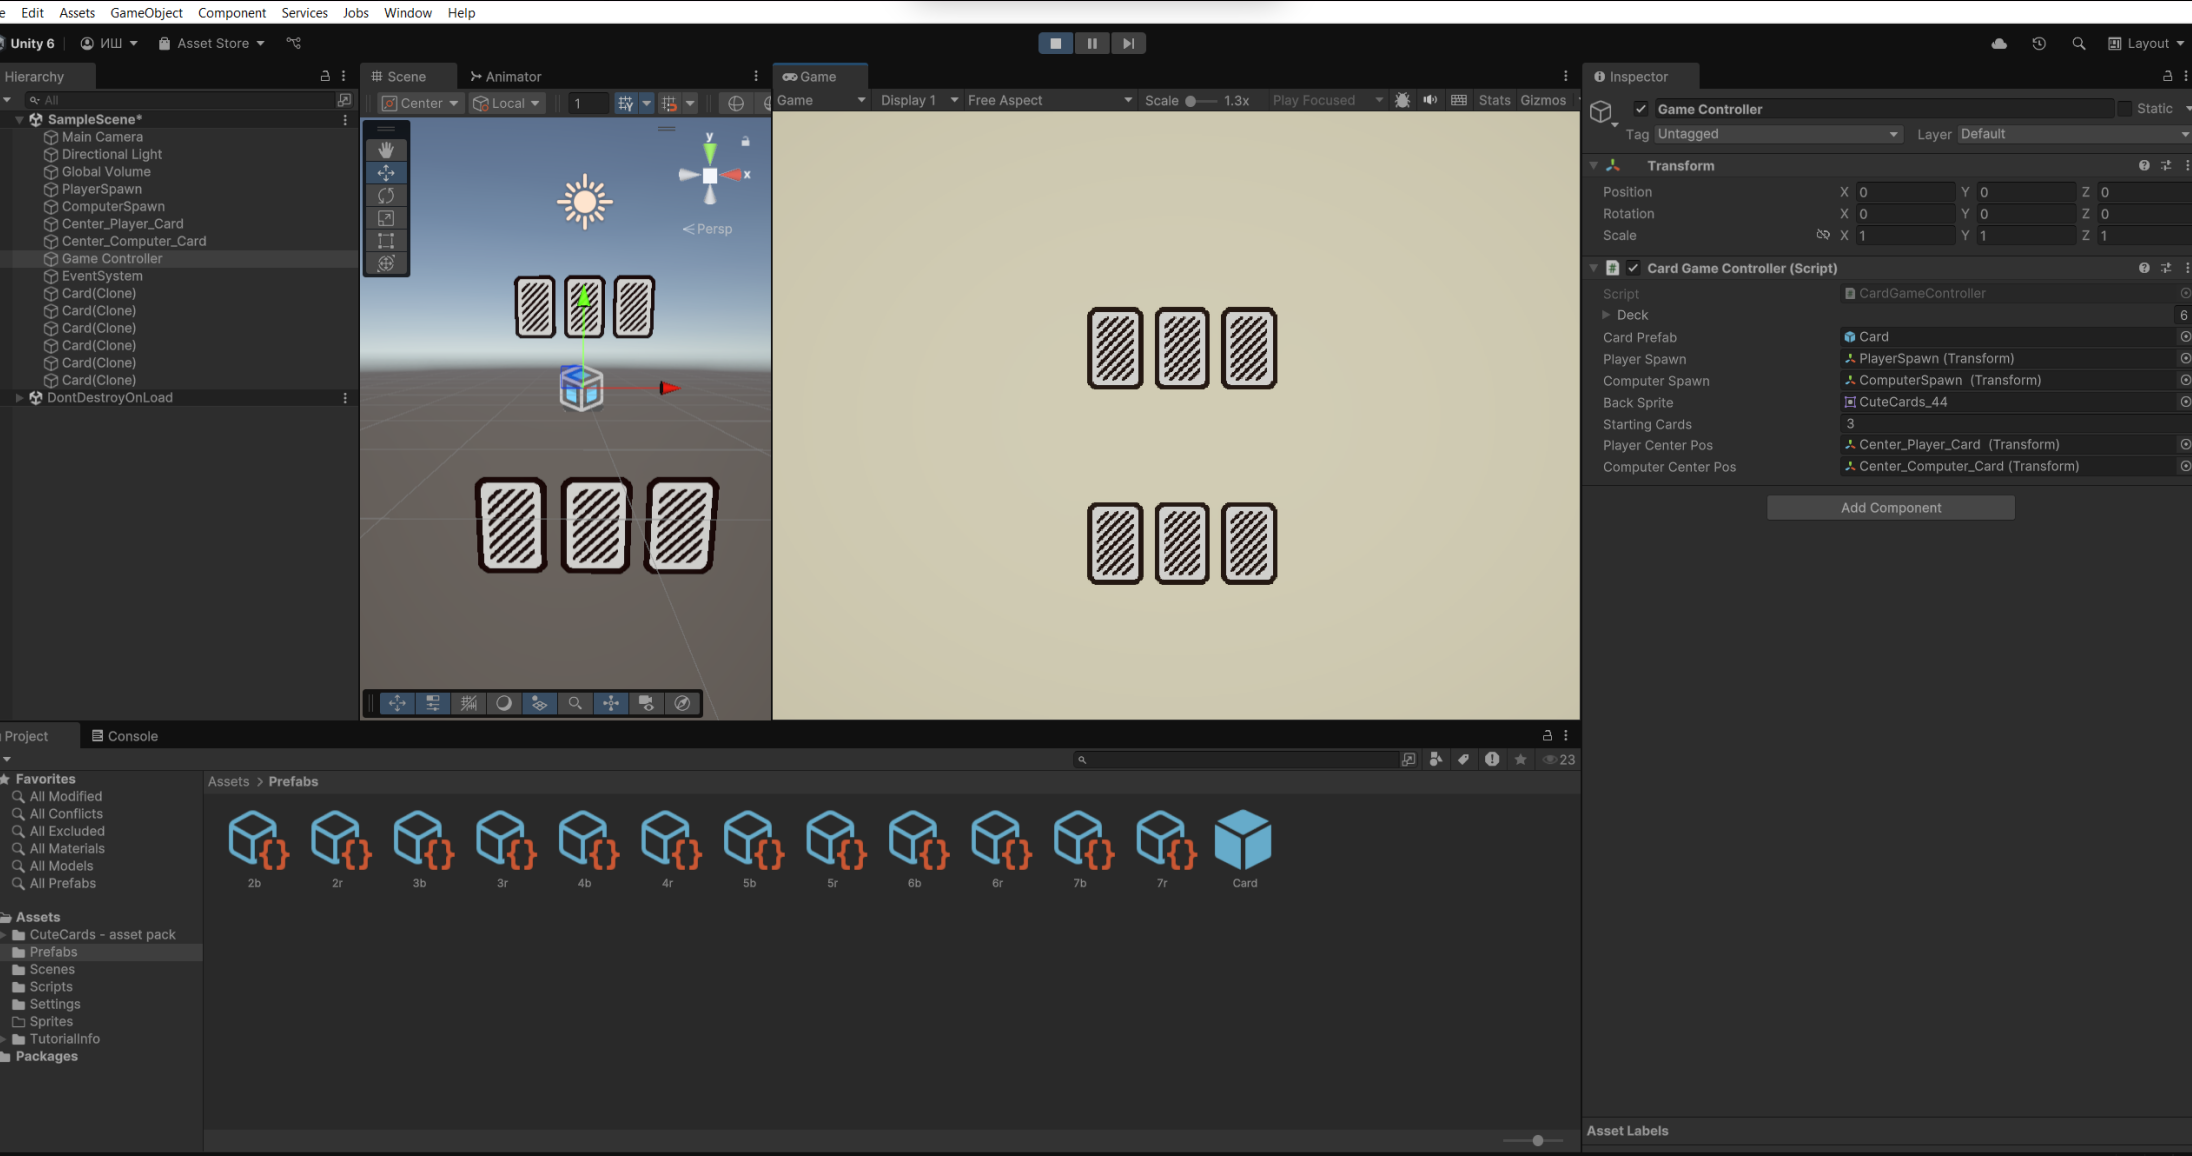 e Edit Assets GameObject Component Services Jobs Window Help
Unity 6 ИШ Asset Store Layout
Hierarchy
All
SampleScene*
Main Camera
Directional Light
Global Volume
PlayerSpawn
ComputerSpawn
Center_Player_Card
Center_Computer_Card
Game Controller
EventSystem
Card(Clone)
Card(Clone)
Card(Clone)
Card(Clone)
Card(Clone)
Card(Clone)
DontDestroyOnLoad
Scene Animator
Center Local 1
y
x
Persp
Game
Game Display 1 Free Aspect Scale 1.3x Play Focused Stats Gizmos
Inspector
Game Controller Static
Tag Untagged Layer Default
Transform
Position X 0 Y 0 Z 0
Rotation X 0 Y 0 Z 0
Scale X 1 Y 1 Z 1
# Card Game Controller (Script)
Script CardGameController
Deck 6
Card Prefab Card
Player Spawn PlayerSpawn (Transform)
Computer Spawn ComputerSpawn (Transform)
Back Sprite CuteCards_44
Starting Cards 3
Player Center Pos Center_Player_Card (Transform)
Computer Center Pos Center_Computer_Card (Transform)
Add Component
Project Console
23
Favorites
All Modified
All Conflicts
All Excluded
All Materials
All Models
All Prefabs
Assets
CuteCards - asset pack
Prefabs
Scenes
Scripts
Settings
Sprites
TutorialInfo
Packages
Assets > Prefabs
2b 2r 3b 3r 4b 4r 5b 5r 6b 6r 7b 7r Card
Asset Labels